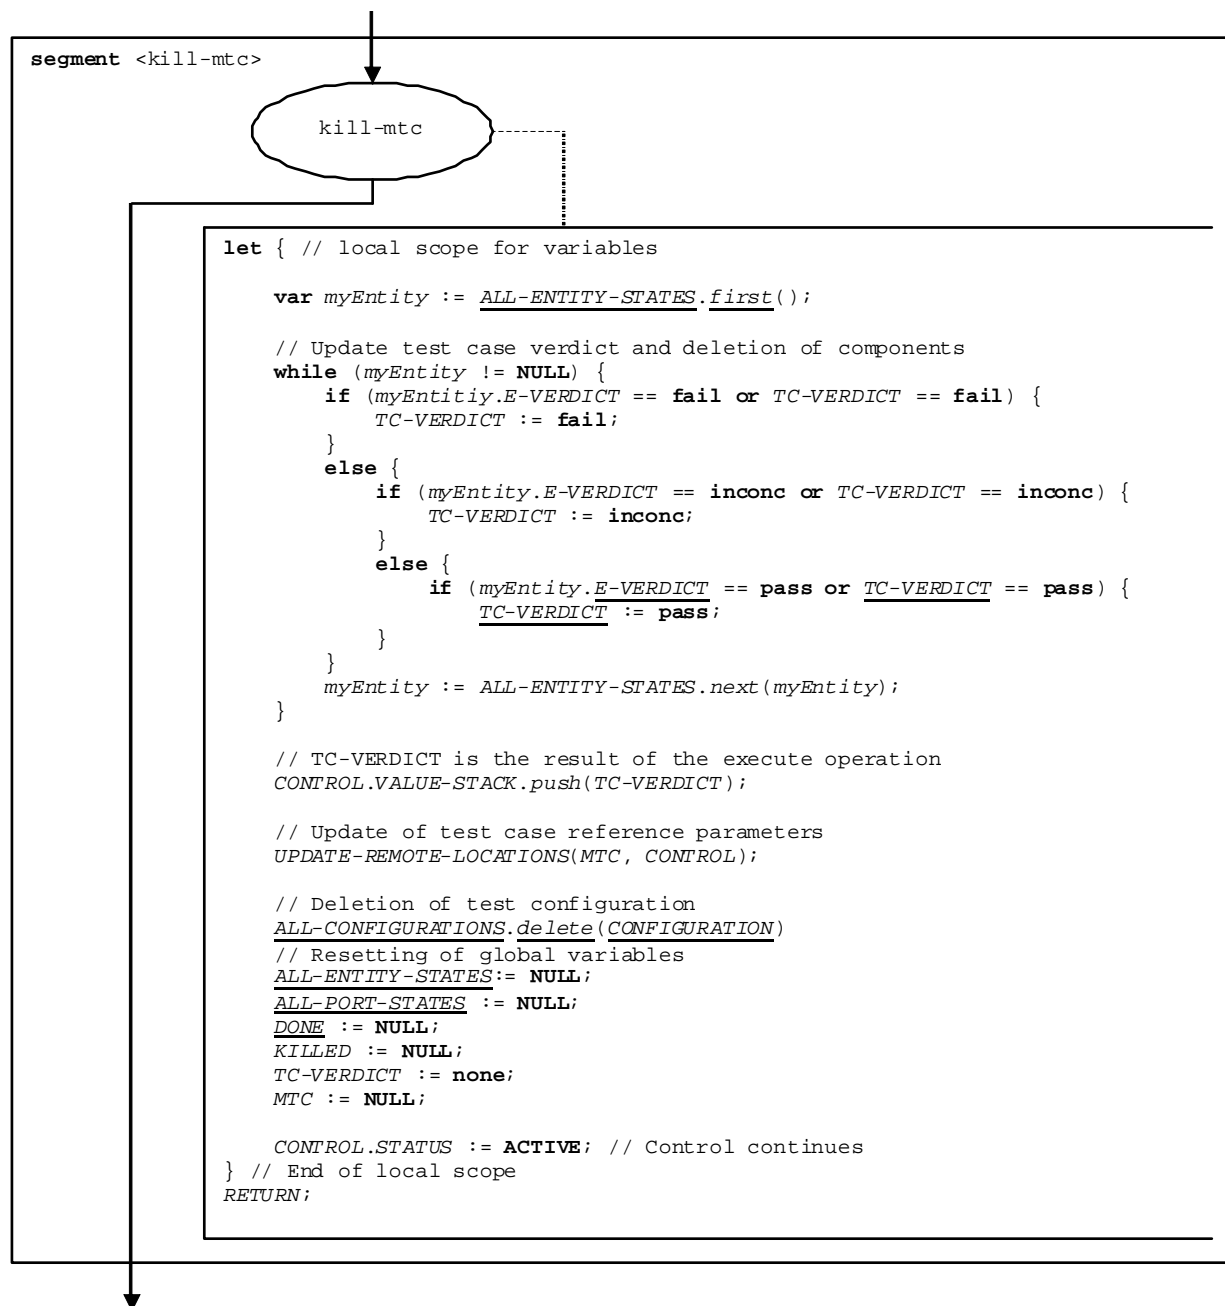 segment <kill-mtc>
kill-mtc
let { // local scope for variables
var myEntity := ALL-ENTITY-STATES.first();
// Update test case verdict and deletion of components
while (myEntity != NULL) {
if (myEntitiy.E-VERDICT == fail or TC-VERDICT == fail) {
TC-VERDICT := fail;
}
else {
if (myEntity.E-VERDICT == inconc or TC-VERDICT == inconc) {
TC-VERDICT := inconc;
}
else {
if (myEntity.E-VERDICT == pass or TC-VERDICT == pass) {
TC-VERDICT := pass;
}
}
myEntity := ALL-ENTITY-STATES.next(myEntity);
}
// TC-VERDICT is the result of the execute operation
CONTROL.VALUE-STACK.push(TC-VERDICT);
// Update of test case reference parameters
UPDATE-REMOTE-LOCATIONS(MTC, CONTROL);
// Deletion of test configuration
ALL-CONFIGURATIONS.delete(CONFIGURATION)
// Resetting of global variables
ALL-ENTITY-STATES:= NULL;
ALL-PORT-STATES := NULL;
DONE := NULL;
KILLED := NULL;
TC-VERDICT := none;
MTC := NULL;
CONTROL.STATUS := ACTIVE; // Control continues
} // End of local scope
RETURN;